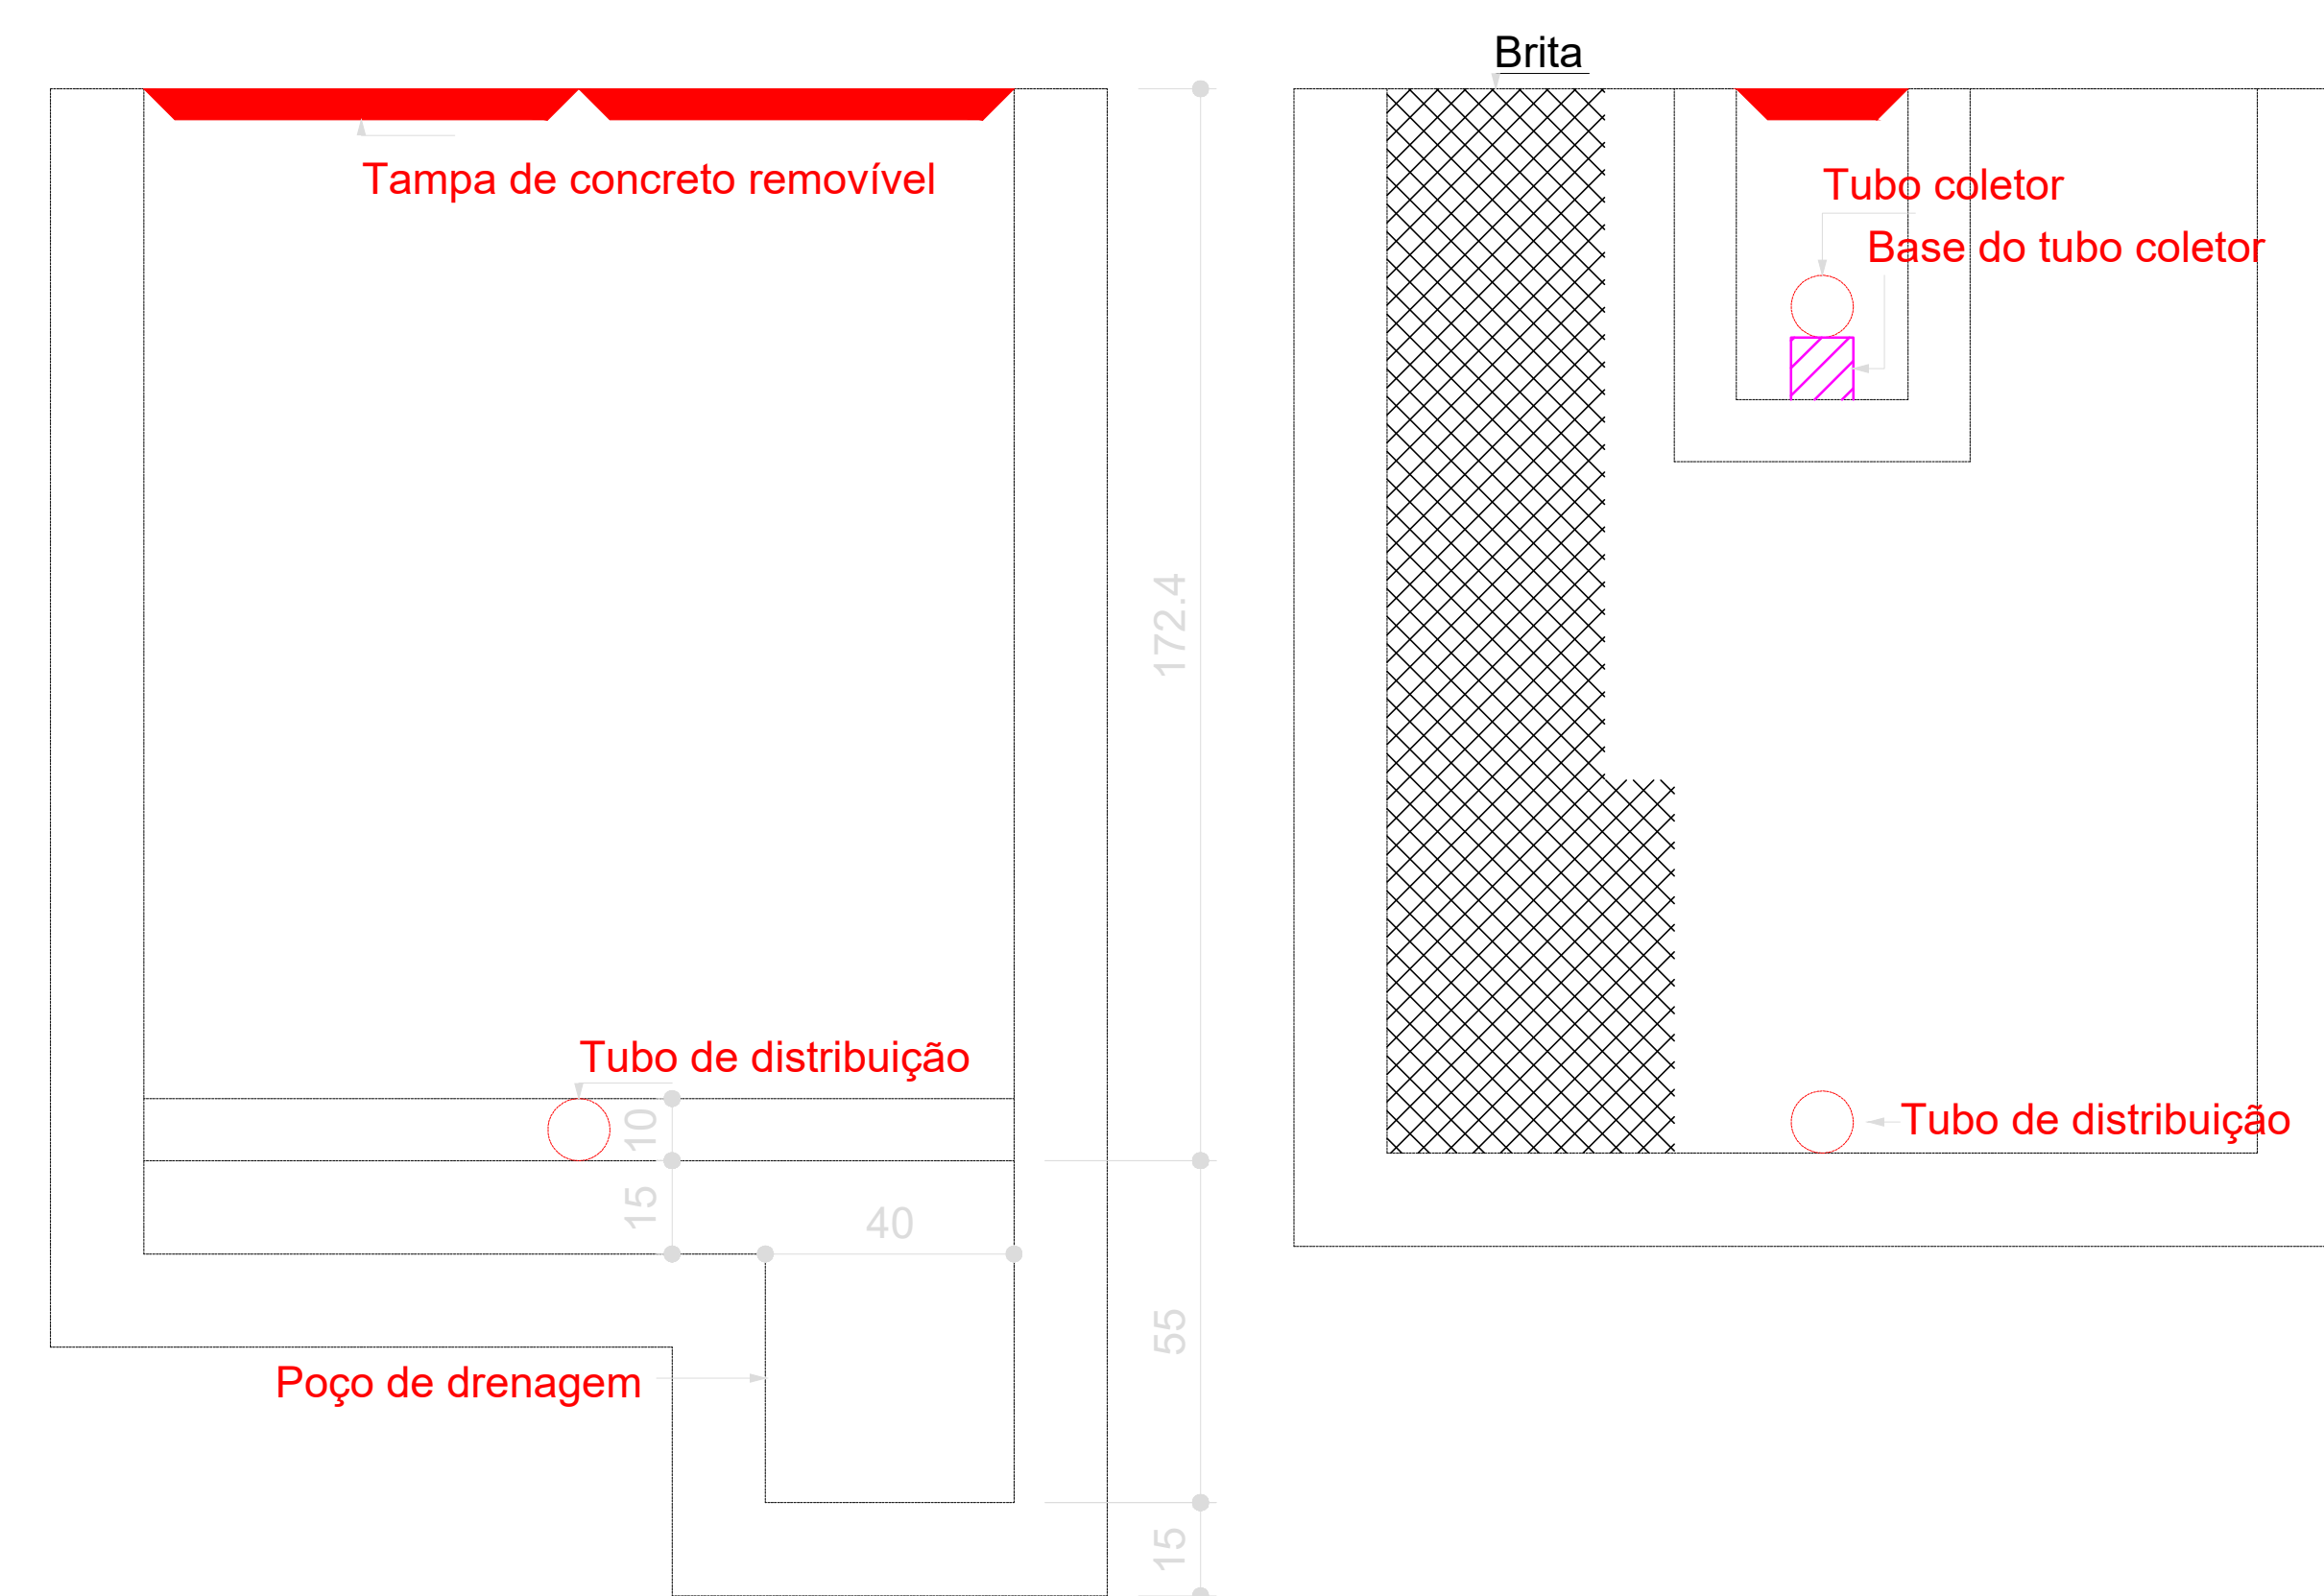 Brita
Tampa de concreto removível
Tubo coletor
Base do tubo coletor
172.4
Tubo de distribuição
10
Tubo de distribuição
15
40
55
Poço de drenagem
15